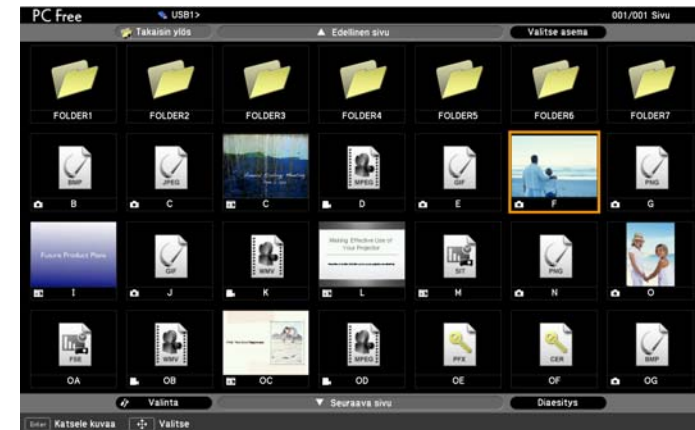 PC Free USB1> 001/001 Sivu
Takaisin ylös ▲ Edellinen sivu Valitse asema
FOLDER1 FOLDER2 FOLDER3 FOLDER4 FOLDER5 FOLDER6 FOLDER7
BMP JPEG MPEG GIF PNG
B C C D E F G
Future Product Plans GIF WMV Making Effective Use of SIT PNG
Your Projector
I J K L M N O
FSE WMV MPEG PFX CER BMP
OA OB OC OD OE OF OG
Valinta ▼ Seuraava sivu Diaesitys
Enter Katsele kuvaa Valitse